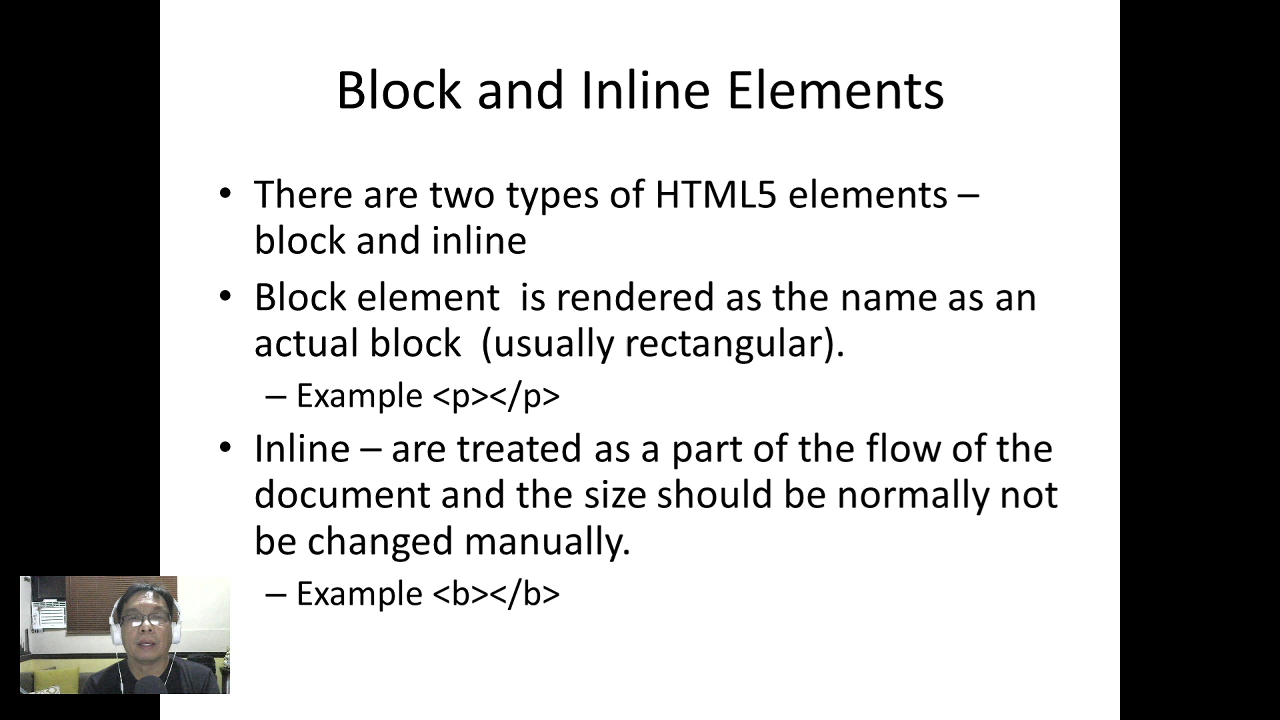 Block and Inline Elements
• There are two types of HTML5 elements –
block and inline
• Block element  is rendered as the name as an
actual block  (usually rectangular).
– Example <p></p>
• Inline – are treated as a part of the flow of the
document and the size should be normally not
be changed manually.
– Example <b></b>